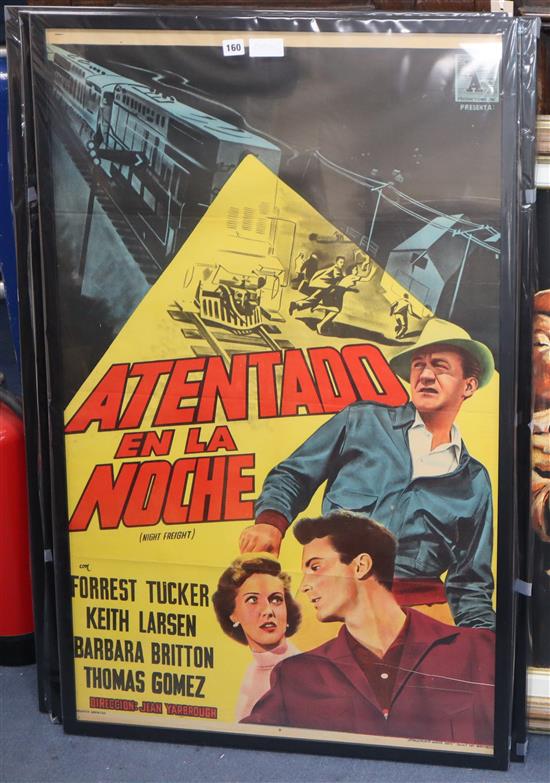 160
PRESENTA:
ATENTADO
EN LA
NOCHE
(NIGHT FREIGHT)
CON
FORREST TUCKER
KEITH LARSEN
BARBARA BRITTON
THOMAS GOMEZ
DIRECCION: JEAN YARBROUGH